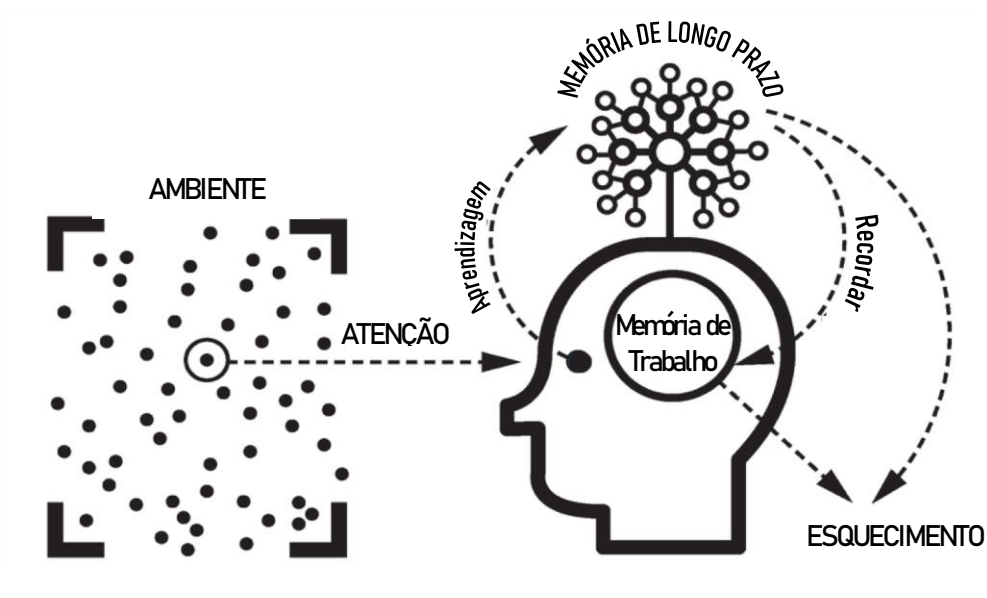 MEMÓRIA DE LONGO PRAZO
AMBIENTE
Aprendizagem
Recordar
ATENÇÃO
Memória de
Trabalho
ESQUECIMENTO